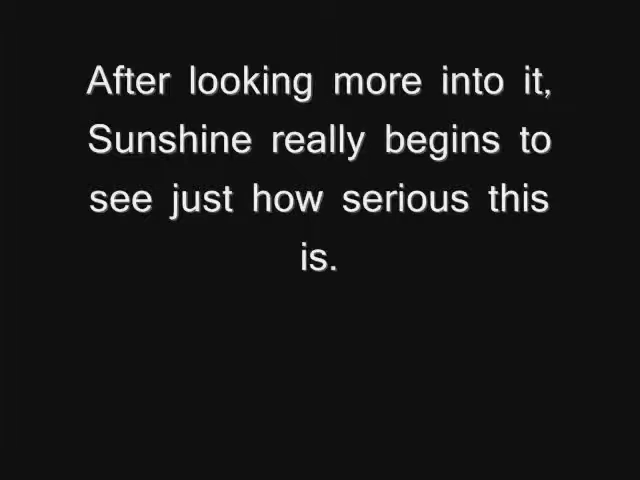 After looking more into it,
Sunshine really begins to
see just how serious this
is.